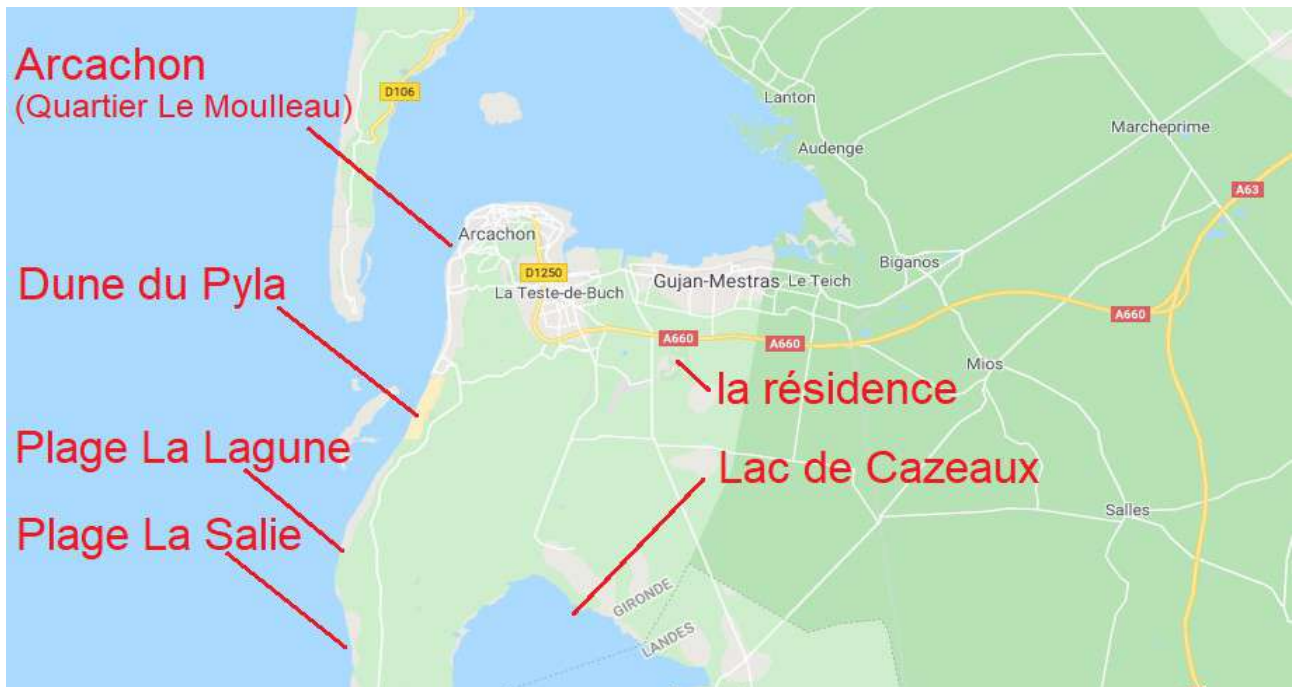 Arcachon
(Quartier Le Moulleau)
D106
Lanton
Marcheprime
Audenge
A63
Arcachon
Biganos
Dune du Pyla
D1250
Gujan-Mestras
Le Teich
La Teste-de-Buch
A660
A660
A660
Mios
la résidence
Plage La Lagune
Lac de Cazeaux
Salles
Plage La Salie
GIRONDE
LANDES